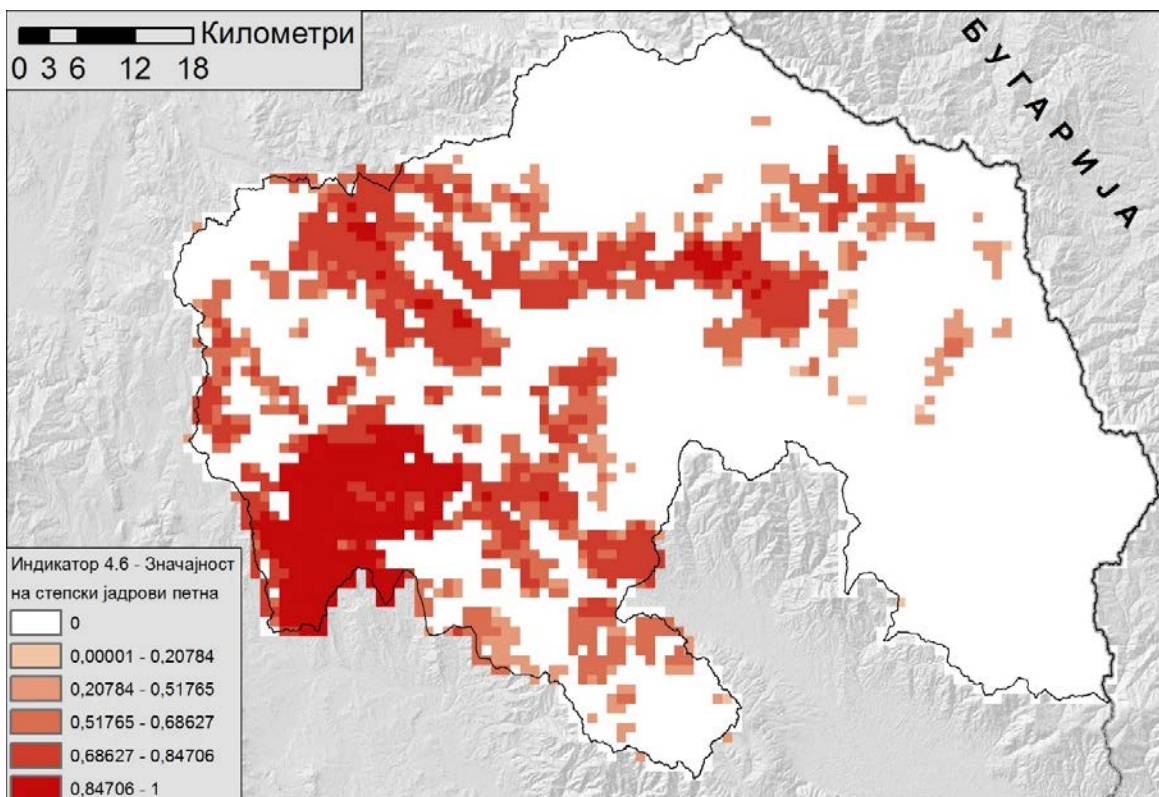 Километри
0 3 6 12 18
БУГАРИЈА
Индикатор 4.6 - Значајност
на степски јадрови петна
0
0,00001 - 0,20784
0,20784 - 0,51765
0,51765 - 0,68627
0,68627 - 0,84706
0,84706 - 1